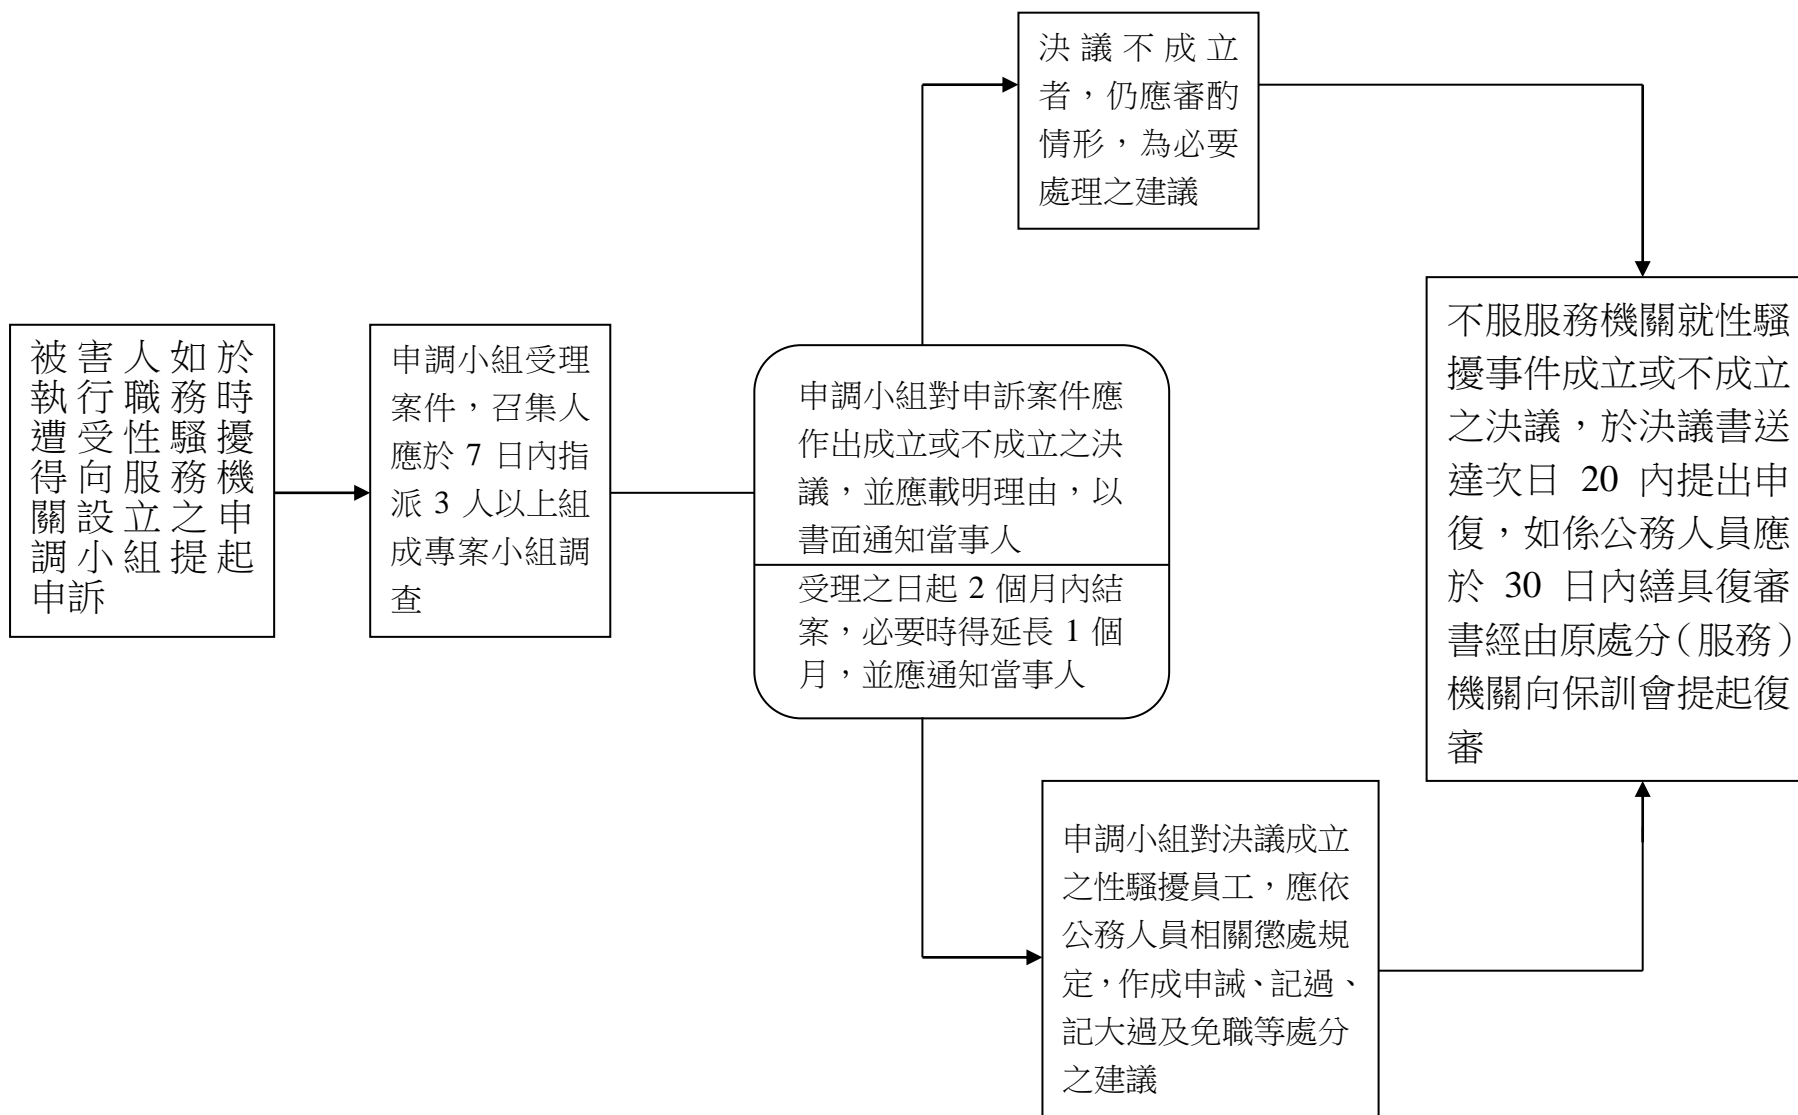 被害人如於
執行職務時
遭受性騷擾
得向服務機
關設立之申
調小組提起
申訴
申調小組受理
案件，召集人
應於 7 日內指
派 3 人以上組
成專案小組調
查
申調小組對申訴案件應
作出成立或不成立之決
議，並應載明理由，以
書面通知當事人
受理之日起 2 個月內結
案，必要時得延長 1 個
月，並應通知當事人
決議不成立
者，仍應審酌
情形，為必要
處理之建議
申調小組對決議成立
之性騷擾員工，應依
公務人員相關懲處規
定，作成申誡、記過、
記大過及免職等處分
之建議
不服服務機關就性騷
擾事件成立或不成立
之決議，於決議書送
達次日 20 內提出申
復，如係公務人員應
於 30 日內繕具復審
書經由原處分（服務）
機關向保訓會提起復
審